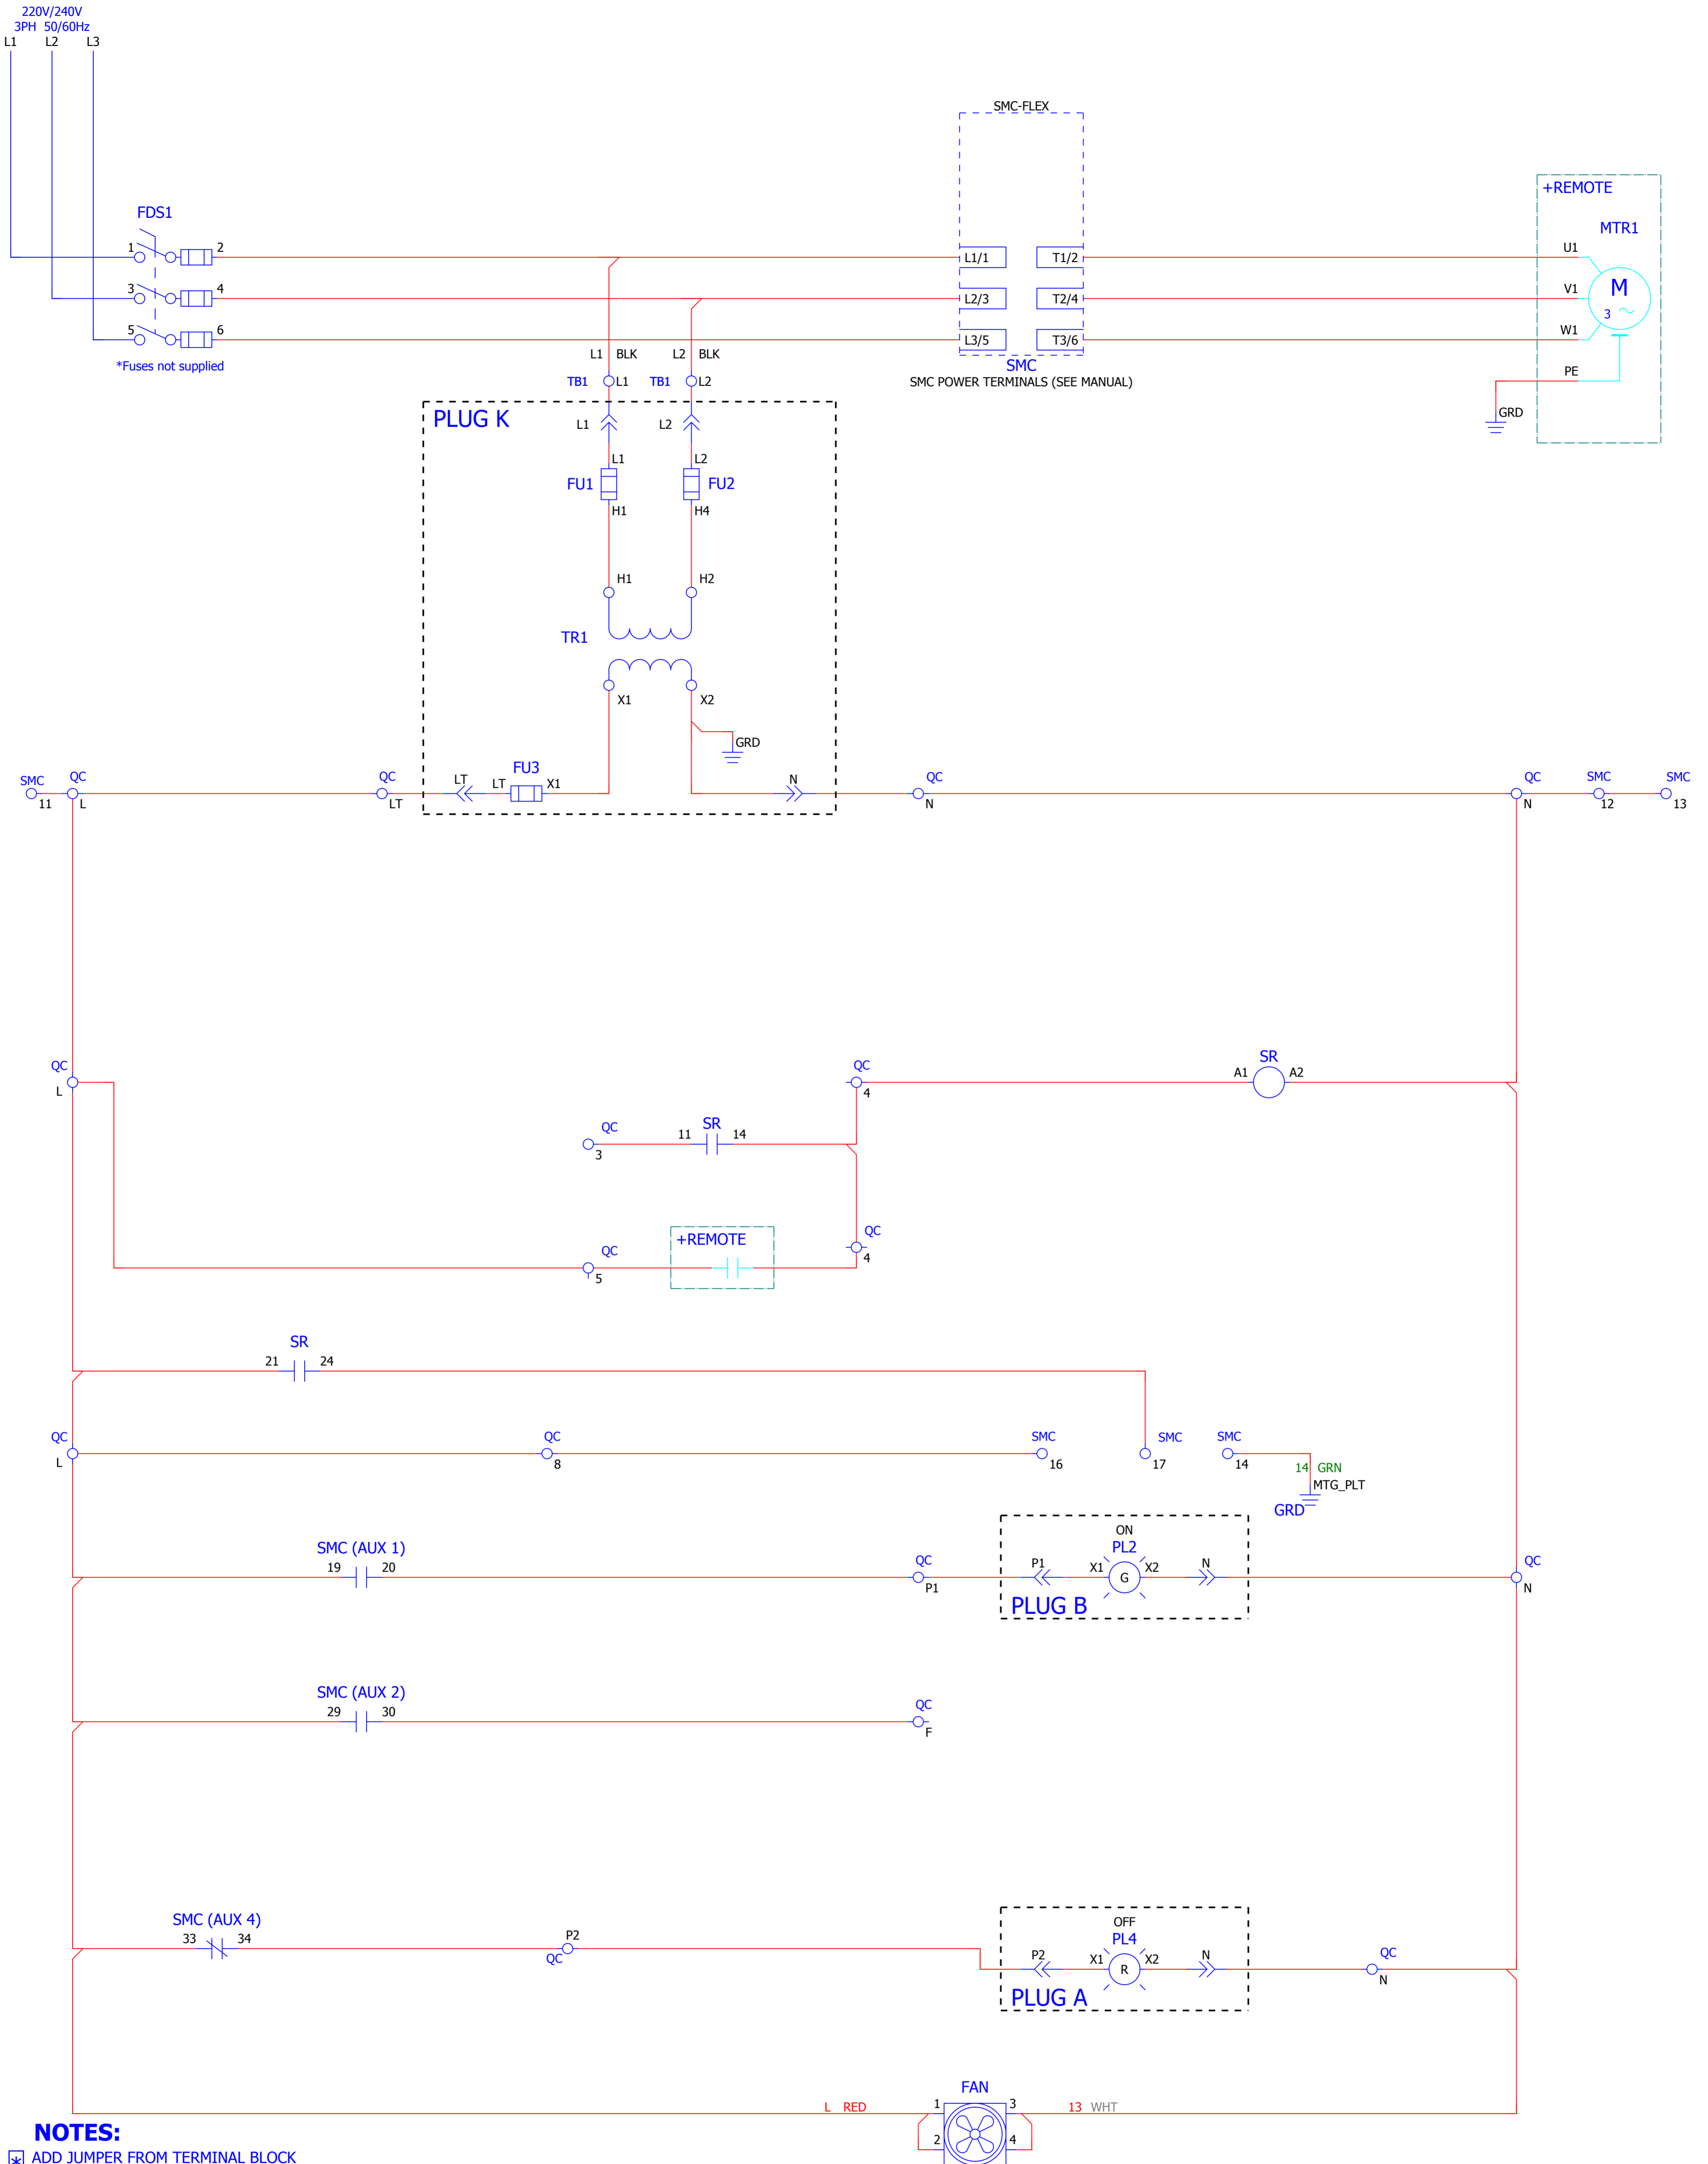 220V/240V
3PH 50/60Hz
L1 L2 L3
SMC-FLEX
+REMOTE
MTR1
FDS1
1 2
L1/1 T1/2
U1
3 4
L2/3 T2/4
V1
M
3
5 6
L3/5 T3/6
W1
*Fuses not supplied
SMC
SMC POWER TERMINALS (SEE MANUAL)
PE
GRD
L1 BLK L2 BLK
TB1 L1 TB1 L2
PLUG K
L1 L2
L1 L2
FU1 FU2
H1 H4
H1 H2
TR1
X1 X2
GRD
SMC QC QC LT LT FU3 X1 N QC QC SMC SMC
11 L LT N N 12 13
QC QC SR
L 4 A1 A2
QC 11 SR 14
3
+REMOTE QC
QC 4
5
SR
21 24
QC QC SMC SMC SMC
L 8 16 17 14
14 GRN
MTG_PLT
GRD
ON
SMC (AUX 1) PL2
19 20 QC P1 X1 G X2 N QC
P1 N
PLUG B
SMC (AUX 2)
29 30 QC
F
OFF
SMC (AUX 4) PL4
33 34 P2 P2 X1 R X2 N QC
QC N
PLUG A
FAN
L RED 1 3 13 WHT
2 4
NOTES:
* ADD JUMPER FROM TERMINAL BLOCK